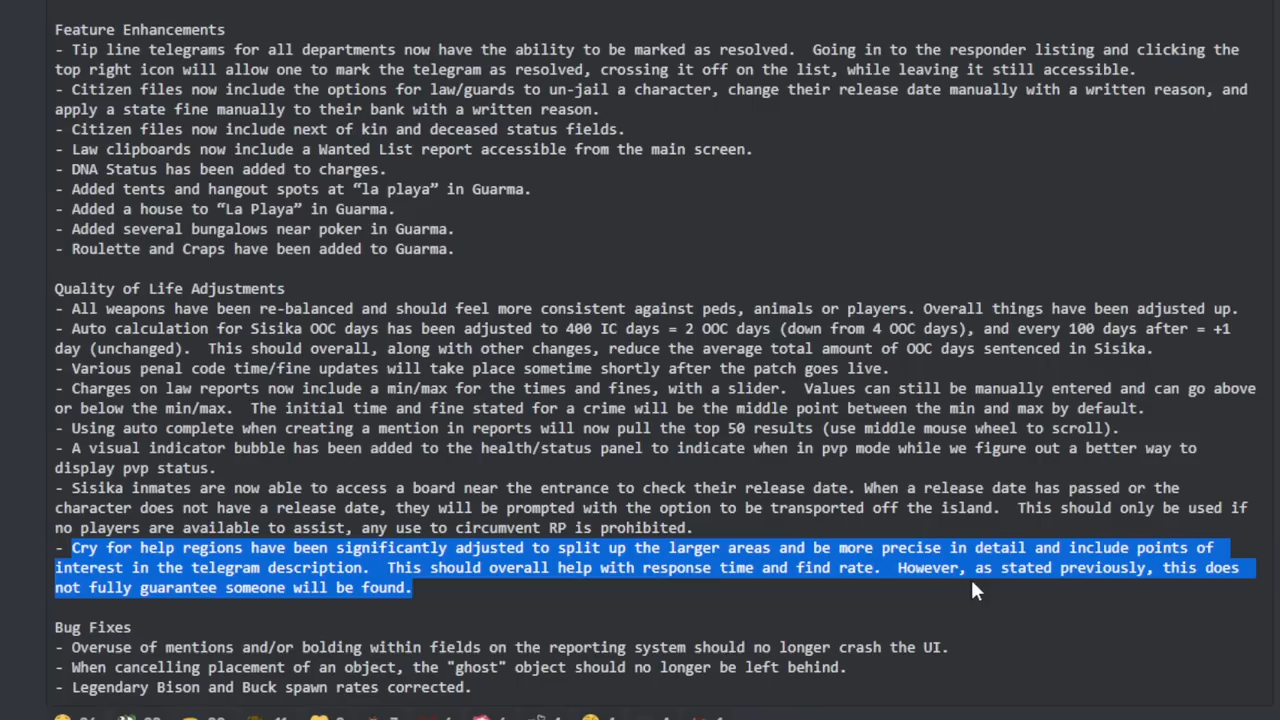 Feature Enhancements
- Tip line telegrams for all departments now have the ability to be marked as resolved.  Going in to the responder listing and clicking the
top right icon will allow one to mark the telegram as resolved, crossing it off on the list, while leaving it still accessible.
- Citizen files now include the options for law/guards to un-jail a character, change their release date manually with a written reason, and
apply a state fine manually to their bank with a written reason.
- Citizen files now include next of kin and deceased status fields.
- Law clipboards now include a Wanted List report accessible from the main screen.
- DNA Status has been added to charges.
- Added tents and hangout spots at “la playa” in Guarma.
- Added a house to “La Playa” in Guarma.
- Added several bungalows near poker in Guarma.
- Roulette and Craps have been added to Guarma.
Quality of Life Adjustments
- All weapons have been re-balanced and should feel more consistent against peds, animals or players. Overall things have been adjusted up.
- Auto calculation for Sisika OOC days has been adjusted to 400 IC days = 2 OOC days (down from 4 OOC days), and every 100 days after = +1
day (unchanged).  This should overall, along with other changes, reduce the average total amount of OOC days sentenced in Sisika.
- Various penal code time/fine updates will take place sometime shortly after the patch goes live.
- Charges on law reports now include a min/max for the times and fines, with a slider.  Values can still be manually entered and can go above
or below the min/max.  The initial time and fine stated for a crime will be the middle point between the min and max by default.
- Using auto complete when creating a mention in reports will now pull the top 50 results (use middle mouse wheel to scroll).
- A visual indicator bubble has been added to the health/status panel to indicate when in pvp mode while we figure out a better way to
display pvp status.
- Sisika inmates are now able to access a board near the entrance to check their release date. When a release date has passed or the
character does not have a release date, they will be prompted with the option to be transported off the island.  This should only be used if
no players are available to assist, any use to circumvent RP is prohibited.
- Cry for help regions have been significantly adjusted to split up the larger areas and be more precise in detail and include points of
interest in the telegram description.  This should overall help with response time and find rate.  However, as stated previously, this does
not fully guarantee someone will be found.
Bug Fixes
- Overuse of mentions and/or bolding within fields on the reporting system should no longer crash the UI.
- When cancelling placement of an object, the "ghost" object should no longer be left behind.
- Legendary Bison and Buck spawn rates corrected.